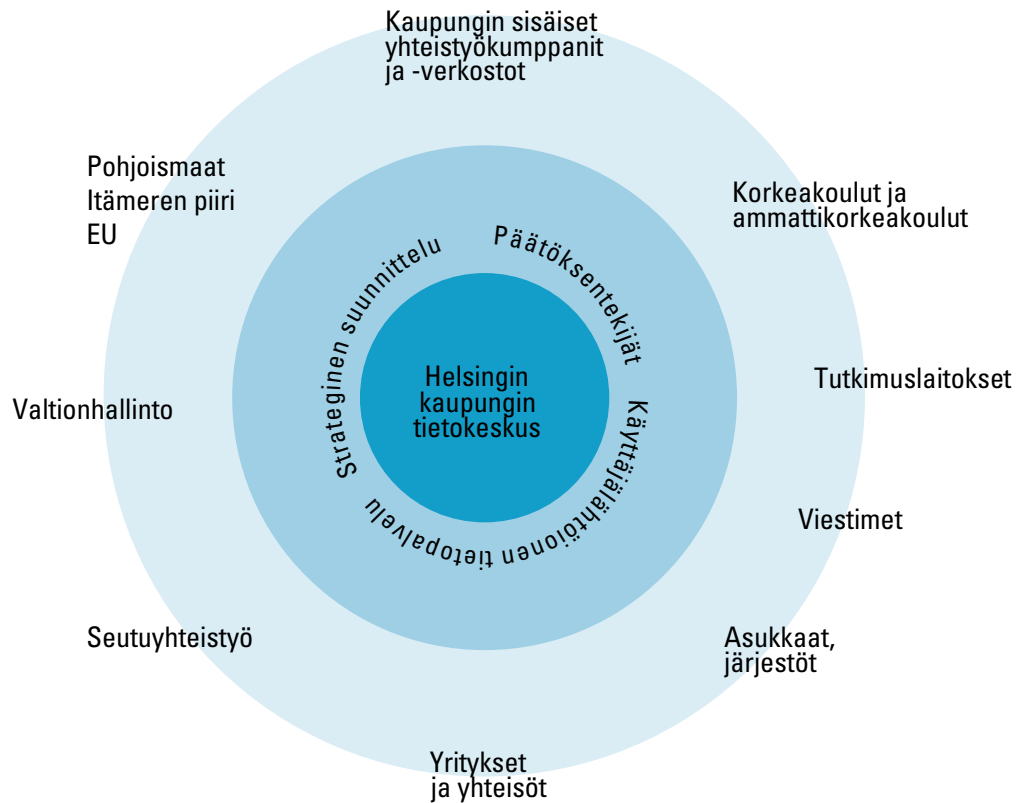 Kaupungin sisäiset
yhteistyökumppanit
ja -verkostot
Pohjoismaat
Itämeren piiri
EU
Korkeakoulut ja
ammattikorkeakoulut
Strateginen suunnittelu
Päätöksentekijät
Helsingin
kaupungin
tietokeskus
Käyttäjälähtöionen tietopalvelu
Tutkimuslaitokset
Valtionhallinto
Viestimet
Seutuyhteistyö
Asukkaat,
järjestöt
Yritykset
ja yhteisöt